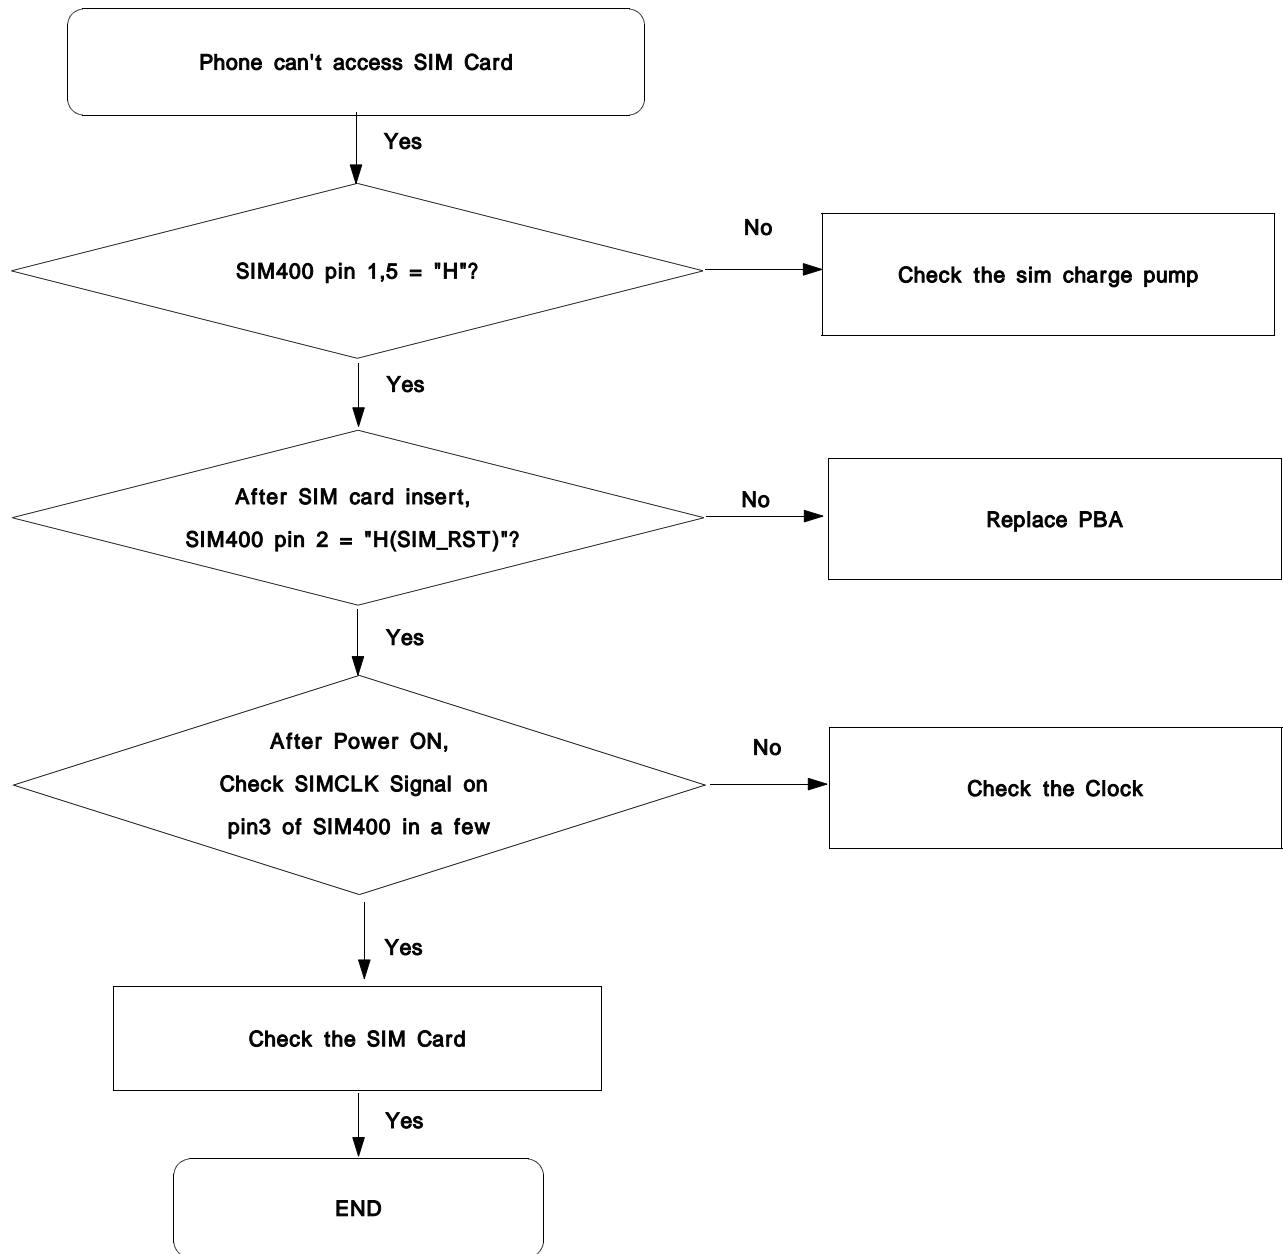 Phone can't access SIM Card
Yes
SIM400 pin 1,5 = "H"?
No
Check the sim charge pump
Yes
After SIM card insert,
SIM400 pin 2 = "H(SIM_RST)"?
No
Replace PBA
Yes
After Power ON,
Check SIMCLK Signal on
pin3 of SIM400 in a few
No
Check the Clock
Yes
Check the SIM Card
Yes
END